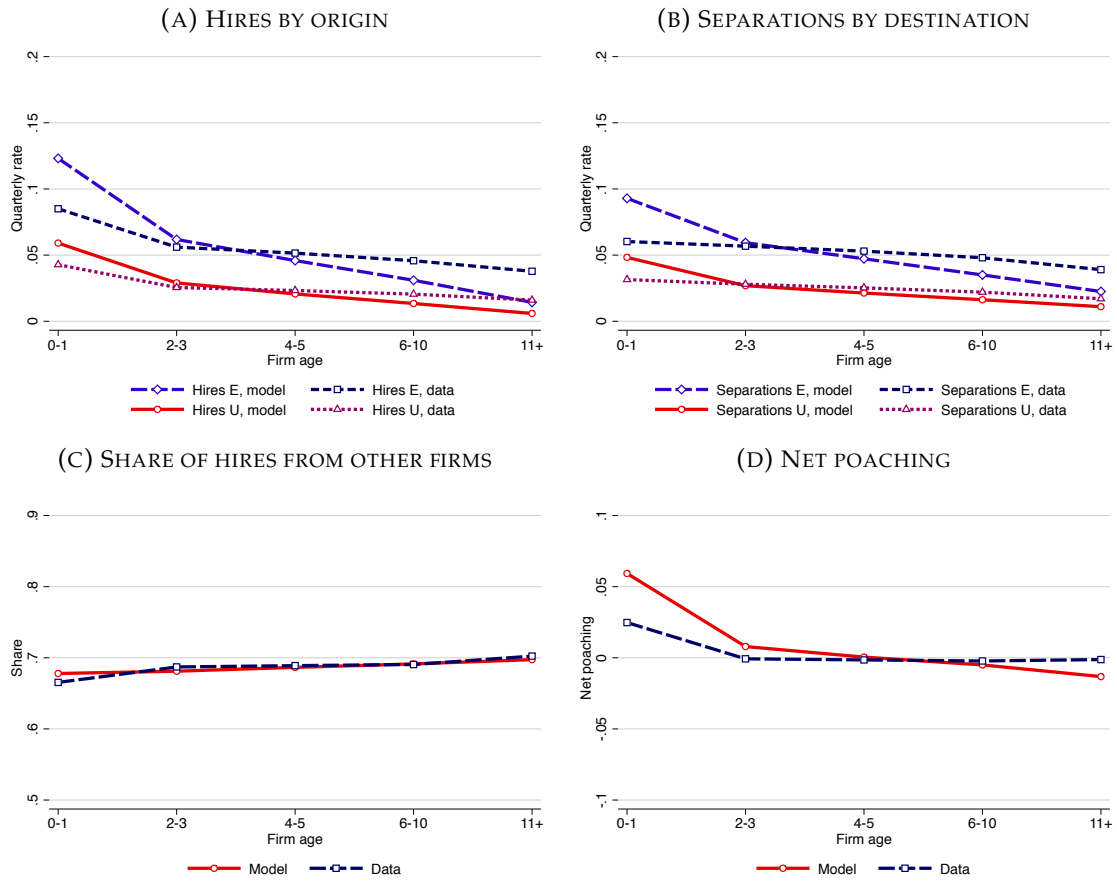 (A) HIRES BY ORIGIN
.2
.15
.1
.05
0
Quarterly rate
0-1 2-3 4-5 6-10 11+
Firm age
Hires E, model Hires E, data
Hires U, model Hires U, data
(B) SEPARATIONS BY DESTINATION
.2
.15
.1
.05
0
Quarterly rate
0-1 2-3 4-5 6-10 11+
Firm age
Separations E, model Separations E, data
Separations U, model Separations U, data
(C) SHARE OF HIRES FROM OTHER FIRMS
.9
.8
.7
.6
.5
Share
0-1 2-3 4-5 6-10 11+
Firm age
Model Data
(D) NET POACHING
.1
.05
0
-.05
-.1
Net poaching
0-1 2-3 4-5 6-10 11+
Firm age
Model Data